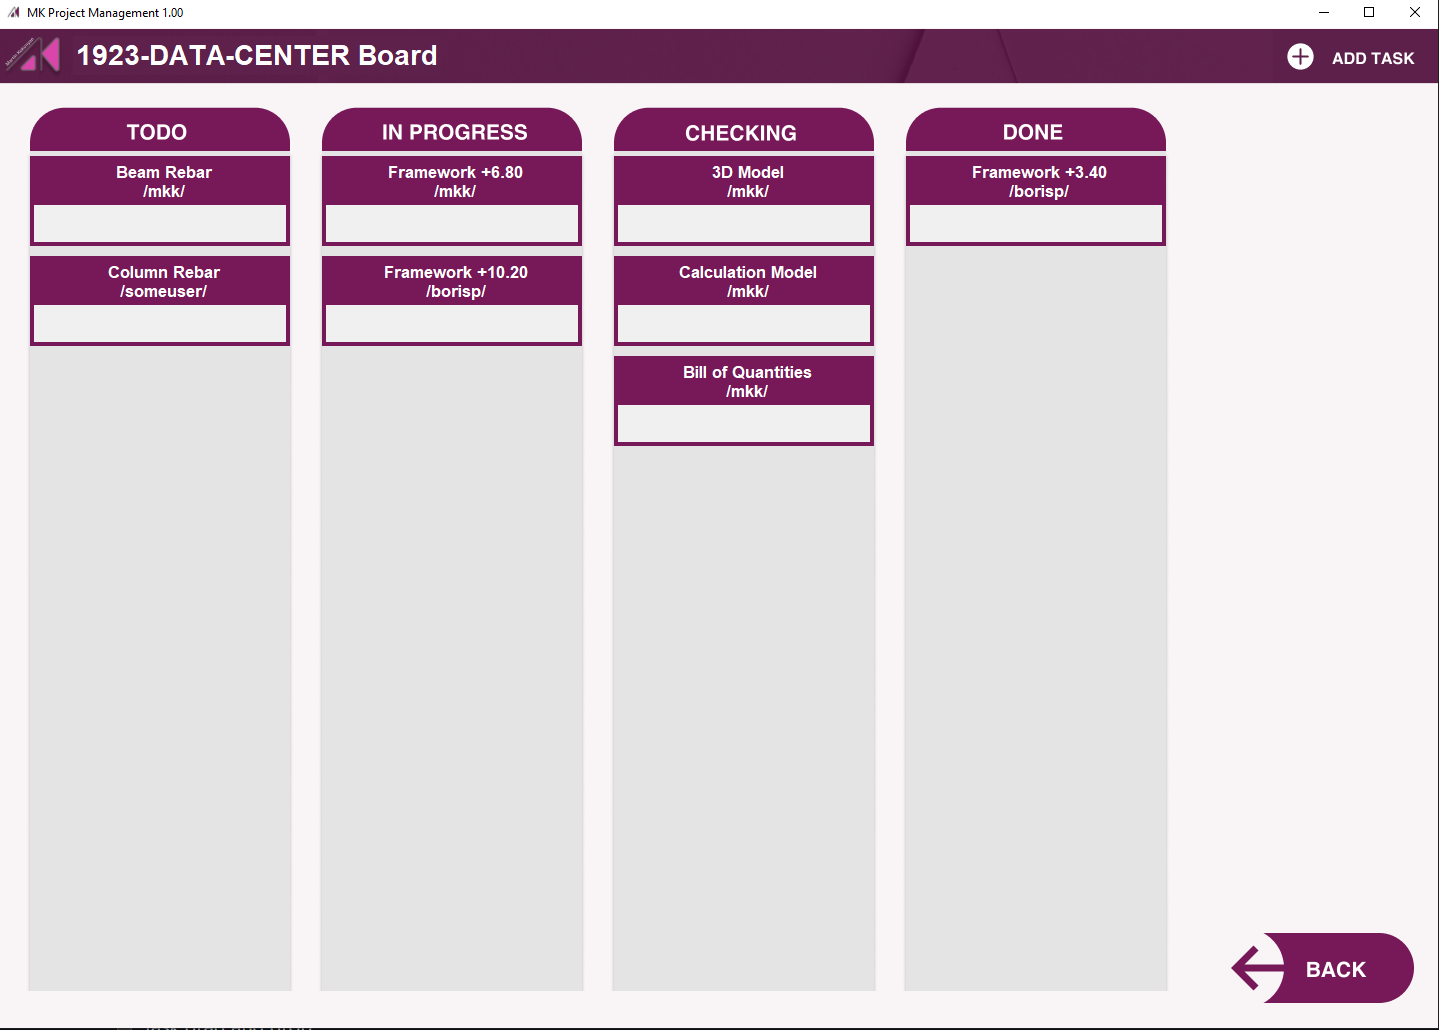 MK Project Management 1.00
1923-DATA-CENTER Board
ADD TASK
TODO
Beam Rebar
/mkk/
Column Rebar
/someuser/
IN PROGRESS
Framework +6.80
/mkk/
Framework +10.20
/borisp/
CHECKING
3D Model
/mkk/
Calculation Model
/mkk/
Bill of Quantities
/mkk/
DONE
Framework +3.40
/borisp/
BACK